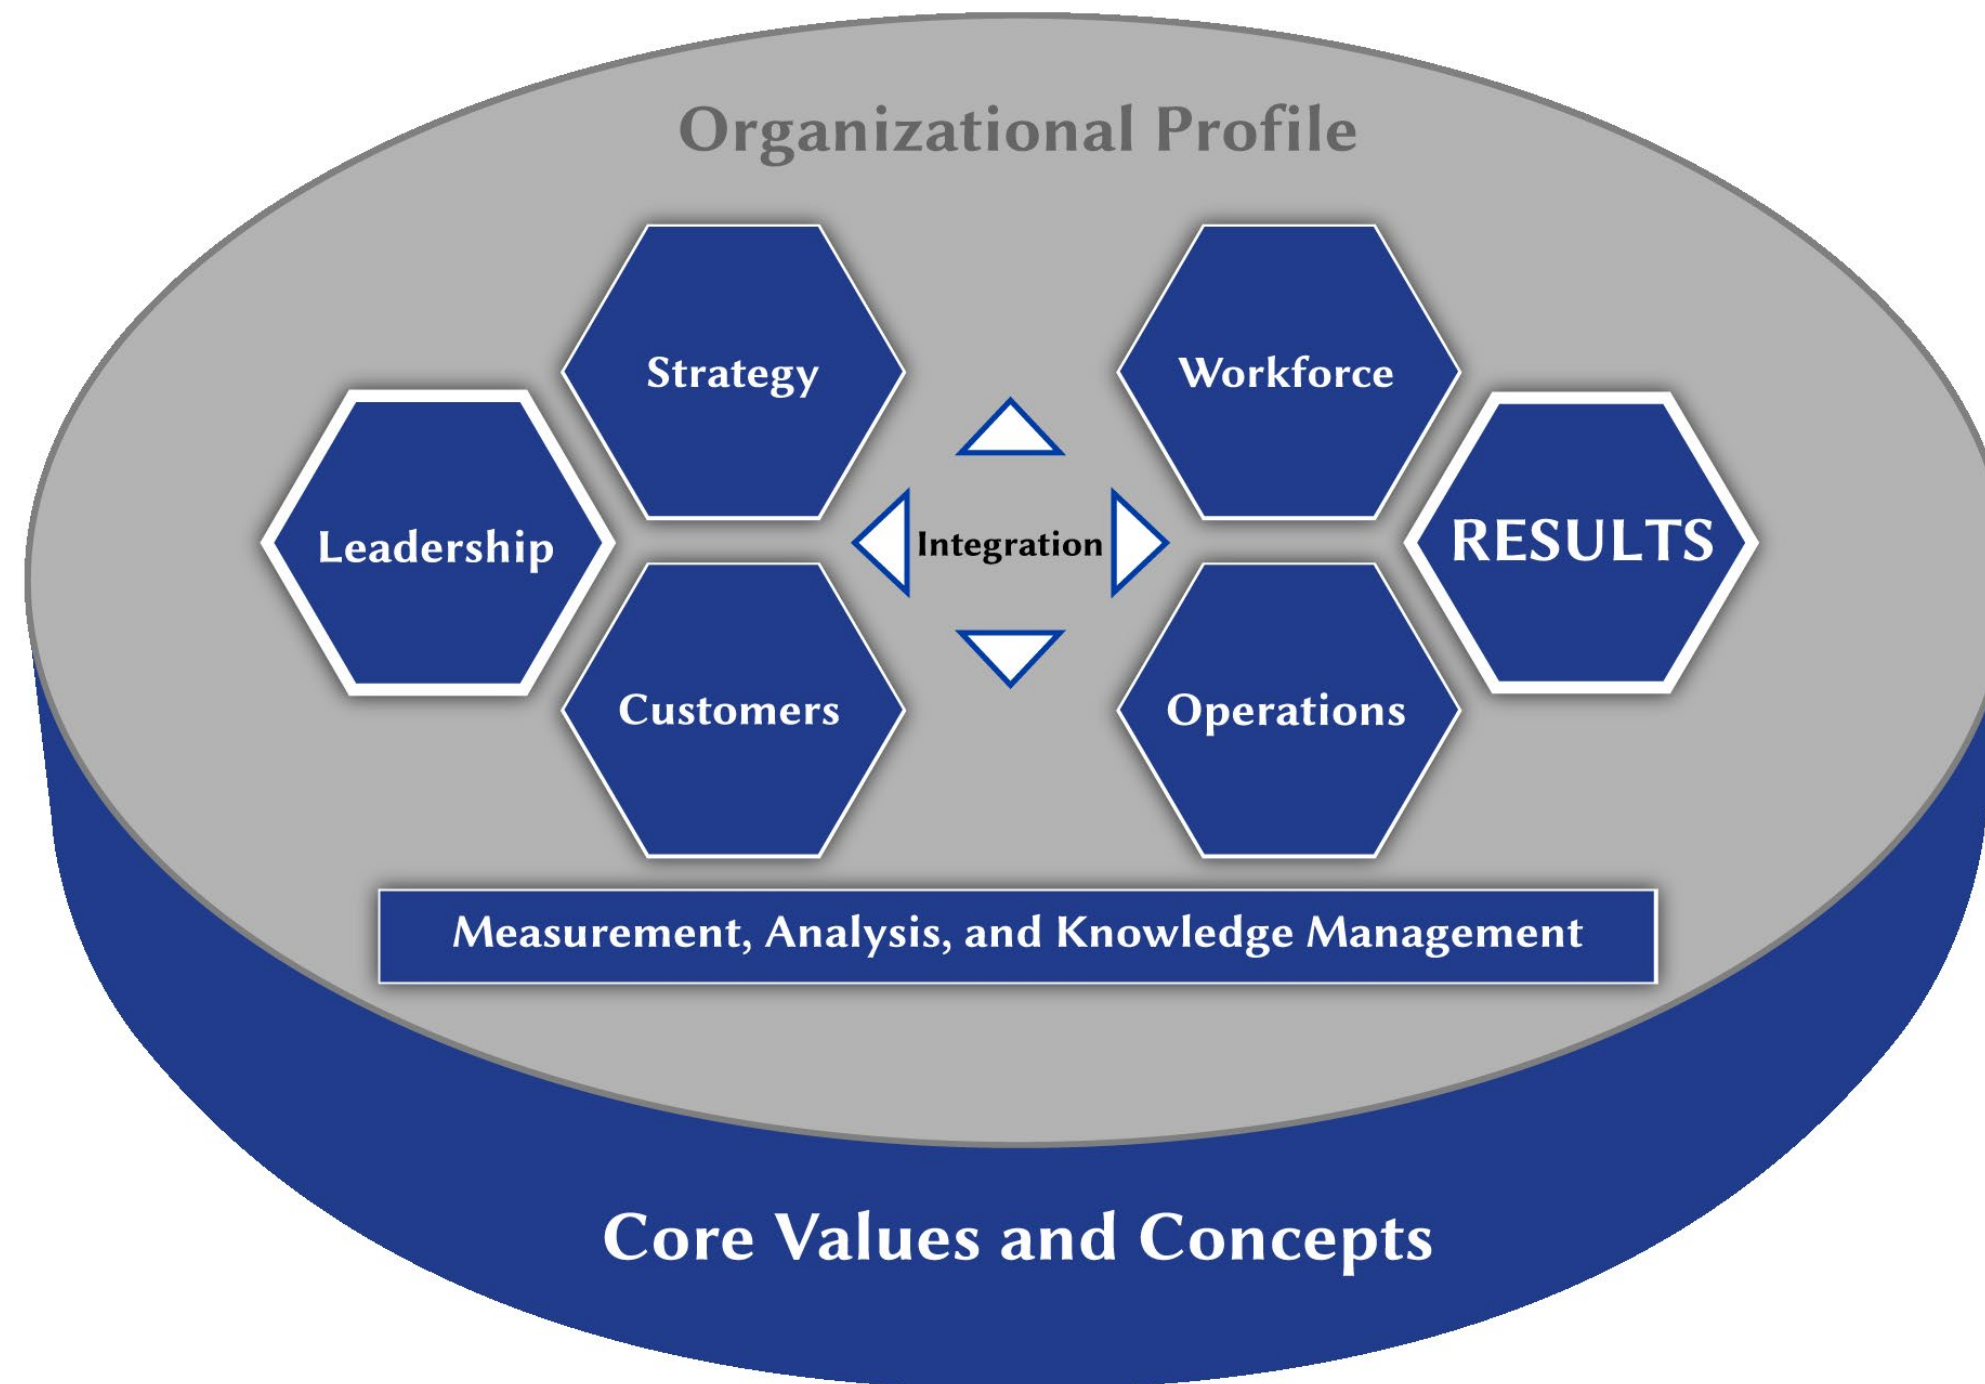 Organizational Profile
Strategy
Workforce
Leadership
Integration
RESULTS
Customers
Operations
Measurement, Analysis, and Knowledge Management
Core Values and Concepts